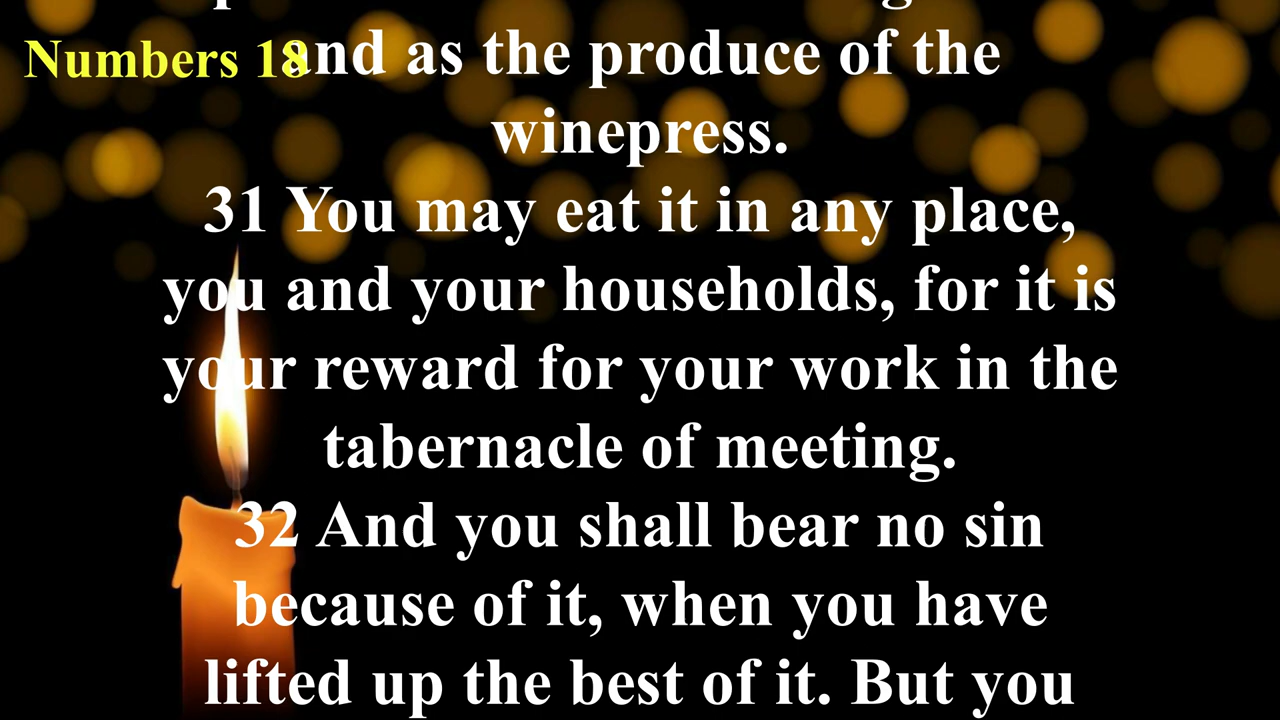 Numbers 18
and as the produce of the
winepress.
31 You may eat it in any place,
you and your households, for it is
your reward for your work in the
tabernacle of meeting.
32 And you shall bear no sin
because of it, when you have
lifted up the best of it. But you